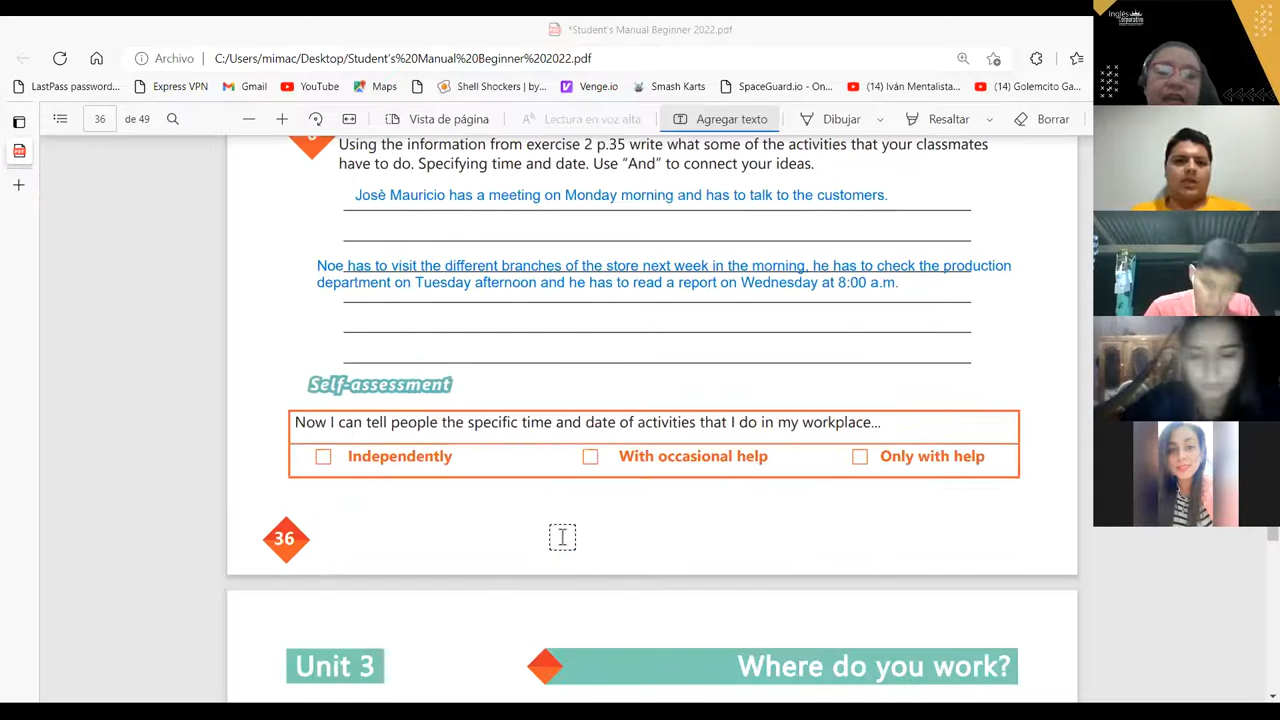 *Student's Manual Beginner 2022.pdf
Archivo C:/Users/mimac/Desktop/Student's%20Manual%20Beginner%202022.pdf
LastPass password... Express VPN Gmail YouTube Maps Shell Shockers | by... Venge.io Smash Karts SpaceGuard.io - On... (14) Iván Mentalista... (14) Golemcito Ga...
36 de 49 Vista de página Lectura en voz alta Agregar texto Dibujar Resaltar Borrar
Using the information from exercise 2 p.35 write what some of the activities that your classmates
have to do. Specifying time and date. Use “And” to connect your ideas.
Josè Mauricio has a meeting on Monday morning and has to talk to the customers.
Noe has to visit the different branches of the store next week in the morning, he has to check the production
department on Tuesday afternoon and he has to read a report on Wednesday at 8:00 a.m.
Self-assessment
Now I can tell people the specific time and date of activities that I do in my workplace...
Independently With occasional help Only with help
36
Unit 3 Where do you work?
Inglés
Corporativo